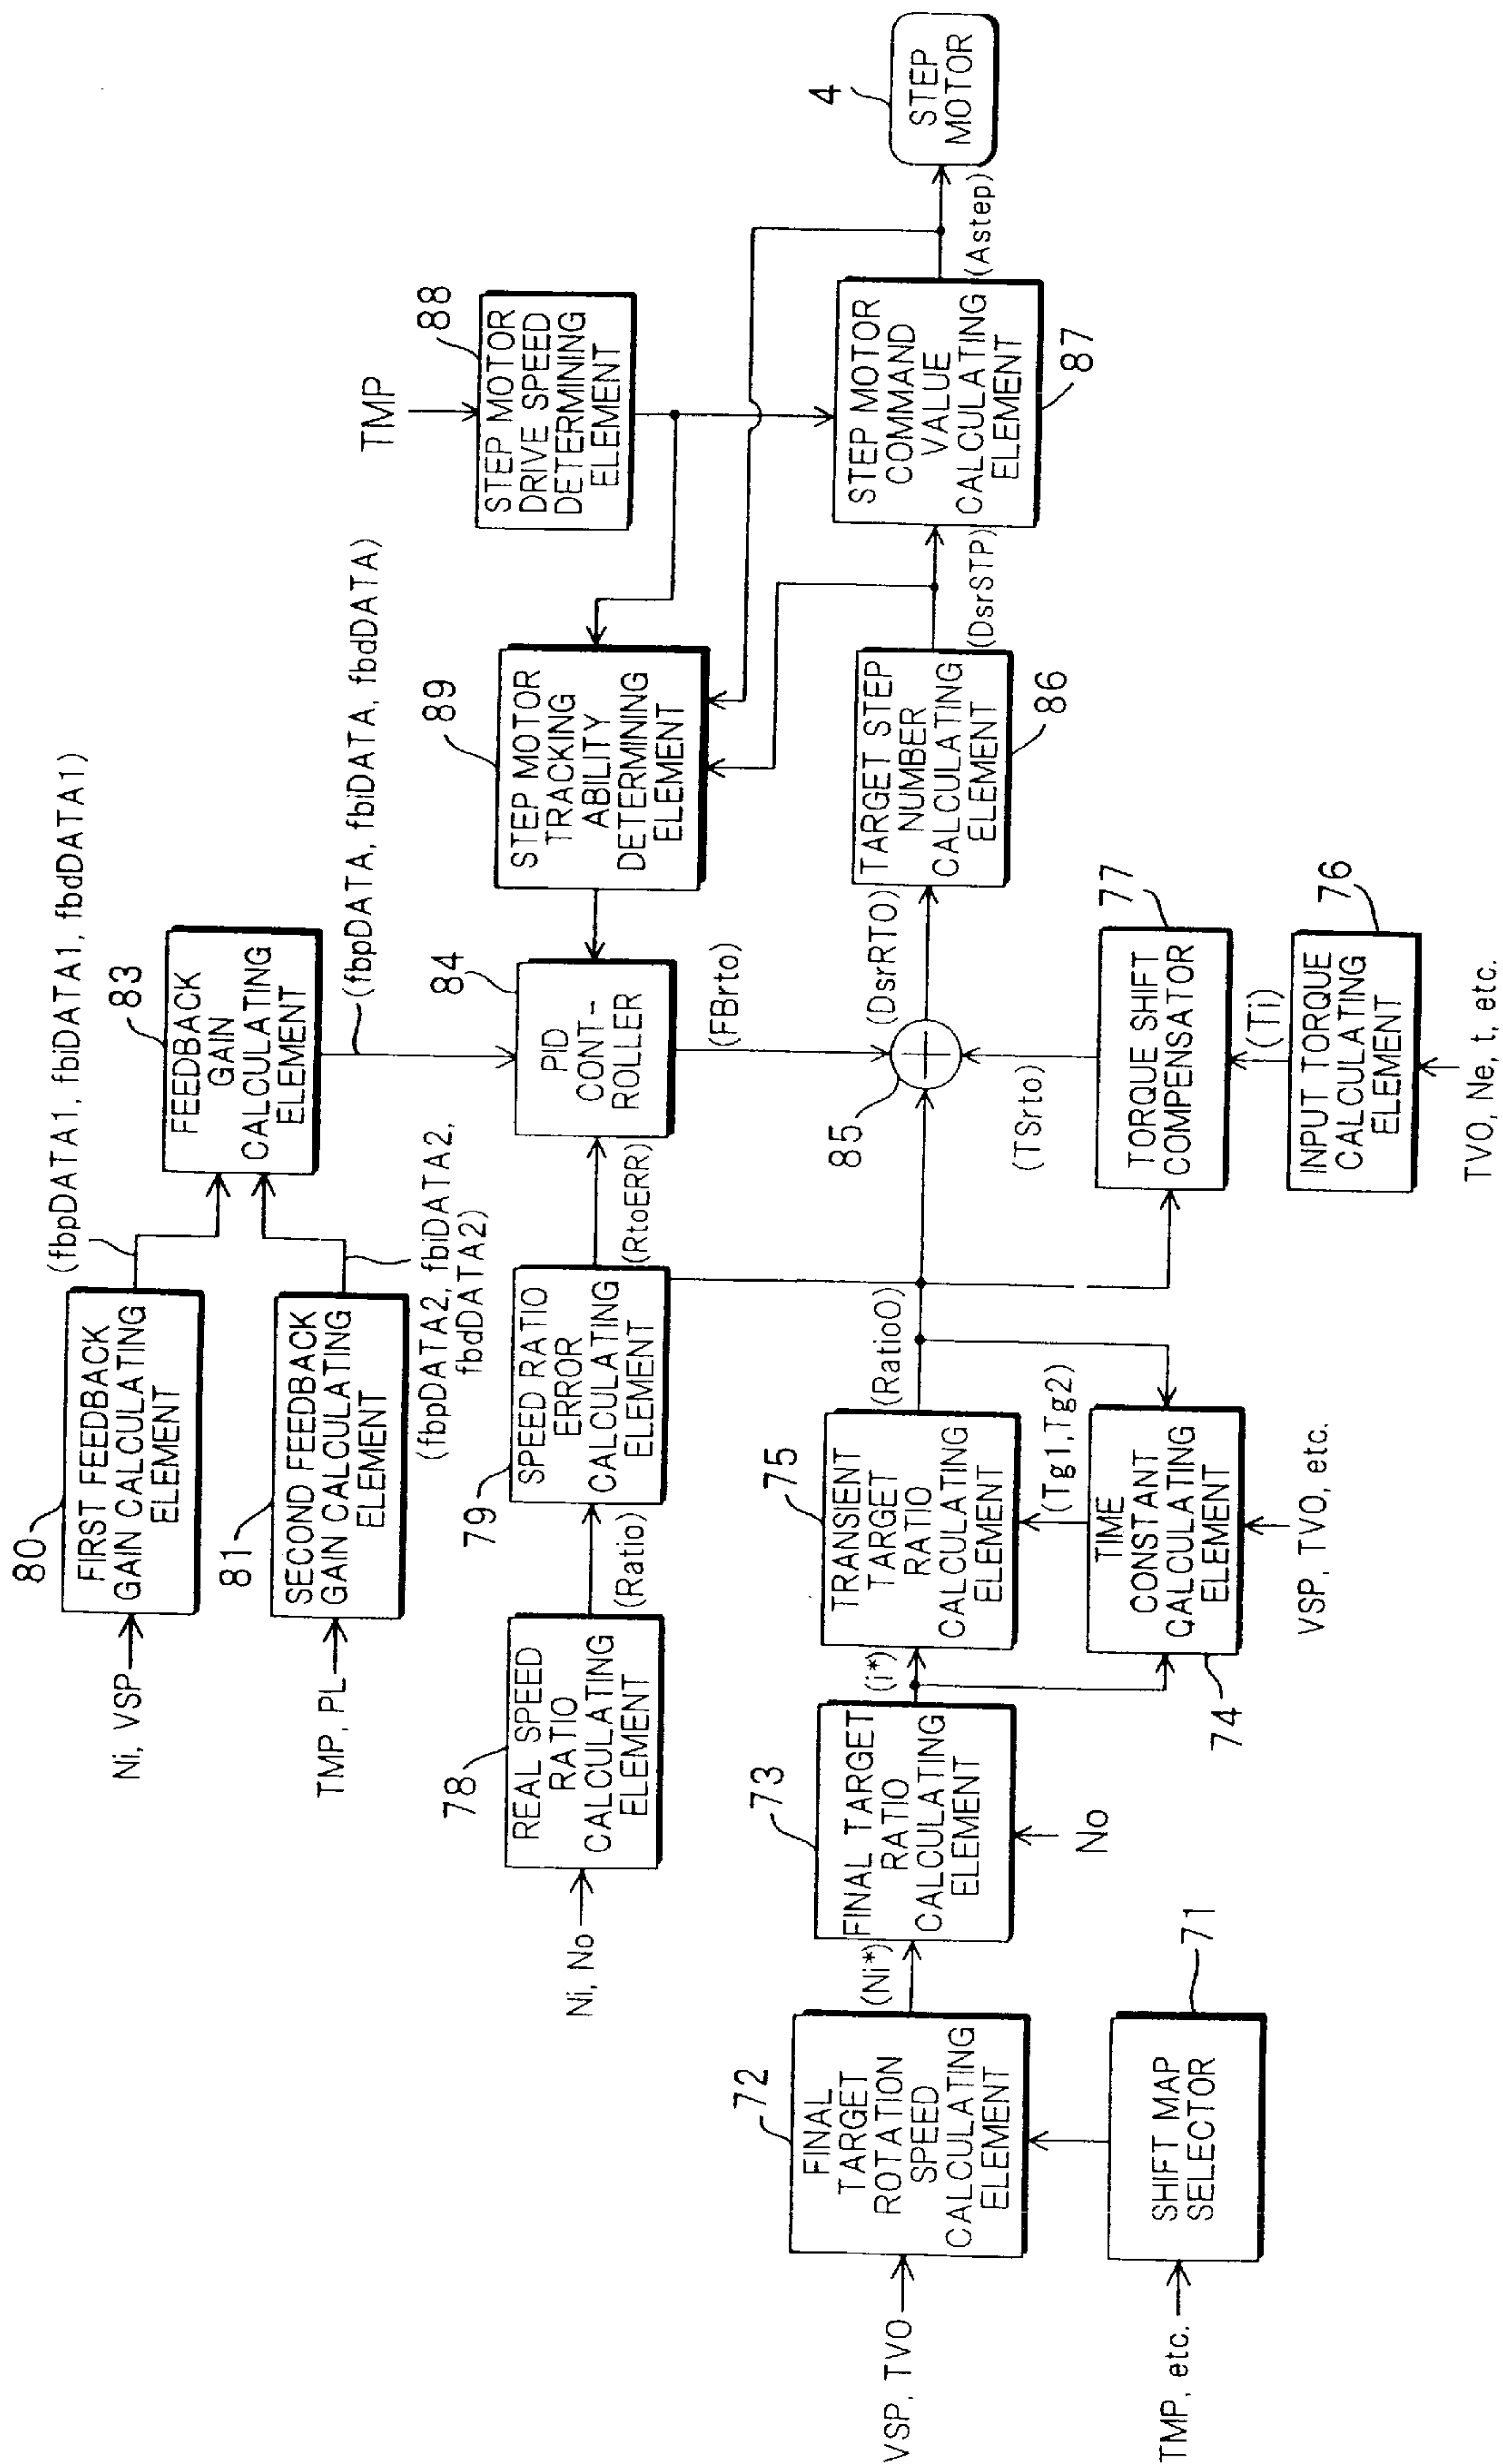 80
FIRST FEEDBACK
GAIN CALCULATING
ELEMENT
Ni, VSP
(fbpDATA1, fbiDATA1, fbdDATA1)
81
SECOND FEEDBACK
GAIN CALCULATING
ELEMENT
TMP, PL
(fbpDATA2, fbiDATA2,
fbdDATA2)
83
FEEDBACK
GAIN
CALCULATING
ELEMENT
(fbpDATA, fbiDATA, fbdDATA)
78
REAL SPEED
RATIO
CALCULATING
ELEMENT
Ni, No
(Ratio)
79
SPEED RATIO
ERROR
CALCULATING
ELEMENT
(RtoERR)
84
PID
CONT-
ROLLER
(FBrto)
89
STEP MOTOR
TRACKING
ABILITY
DETERMINING
ELEMENT
TMP
88
STEP MOTOR
DRIVE SPEED
DETERMINING
ELEMENT
72
FINAL
TARGET
ROTATION
SPEED
CALCULATING
ELEMENT
VSP, TVO
(Ni*)
73
FINAL TARGET
RATIO
CALCULATING
ELEMENT
No
(i*)
75
TRANSIENT
TARGET
RATIO
CALCULATING
ELEMENT
(RatioO)
(Tg1,Tg2)
85
+
(DsrRTO)
(TSrto)
TARGET STEP
NUMBER
CALCULATING
ELEMENT
86
(DsrSTP)
STEP MOTOR
COMMAND
VALUE
CALCULATING
ELEMENT
87
(Astep)
4
STEP
MOTOR
71
SHIFT MAP
SELECTOR
TMP, etc.
TIME
CONSTANT
CALCULATING
ELEMENT
74
VSP, TVO, etc.
77
TORQUE SHIFT
COMPENSATOR
(Ti)
76
INPUT TORQUE
CALCULATING
ELEMENT
TVO, Ne, t, etc.